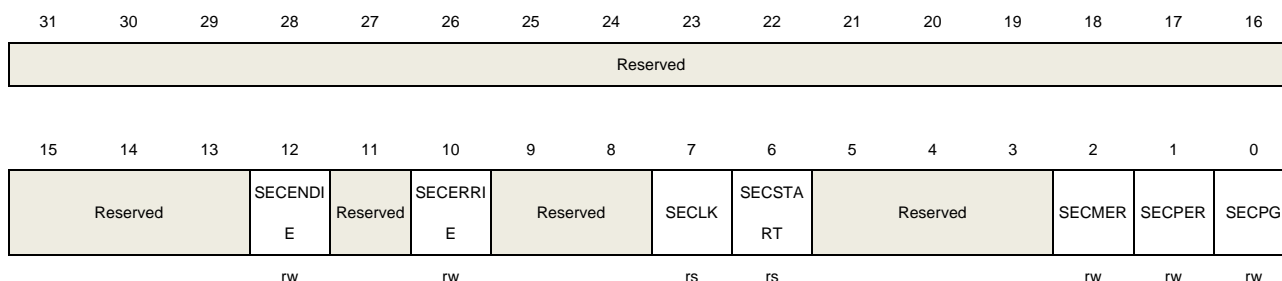 31 30 29 28 27 26 25 24 23 22 21 20 19 18 17 16
Reserved
15 14 13 12 11 10 9 8 7 6 5 4 3 2 1 0
Reserved SECENDI E Reserved SECERRI E Reserved SECLK SECSTA RT Reserved SECMER SECPER SECPG
rw rw rs rs rw rw rw